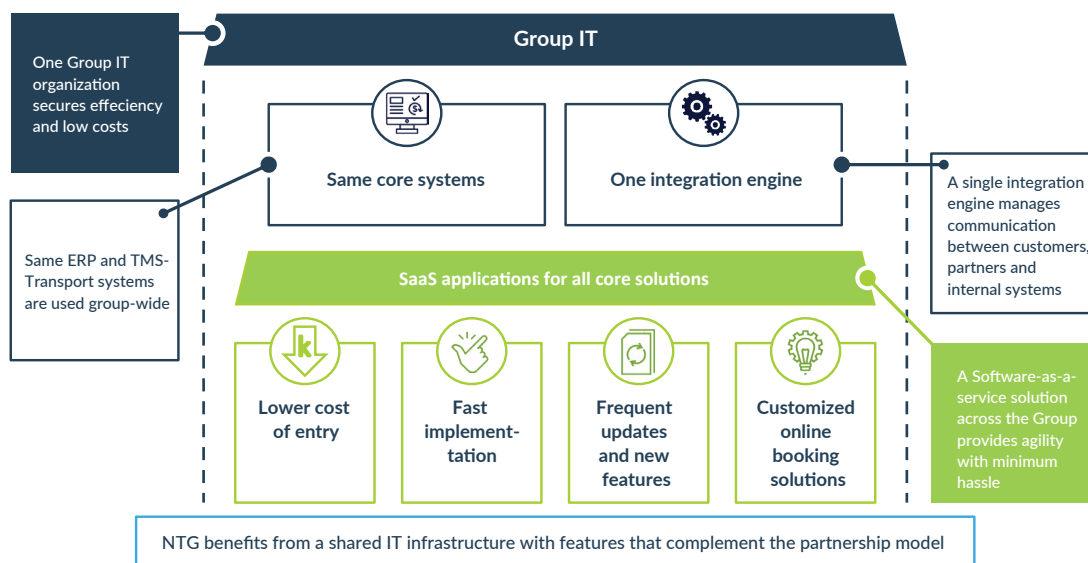 Group IT
One Group IT
organization
secures effeciency
and low costs
Same core systems
One integration engine
Same ERP and TMS-
Transport systems
are used group-wide
A single integration
engine manages
communication
between customers,
partners and
internal systems
SaaS applications for all core solutions
k
Lower cost
of entry
Fast
implement-
tation
Frequent
updates
and new
features
Customized
online
booking
solutions
A Software-as-a-
service solution
across the Group
provides agility
with minimum
hassle
NTG benefits from a shared IT infrastructure with features that complement the partnership model